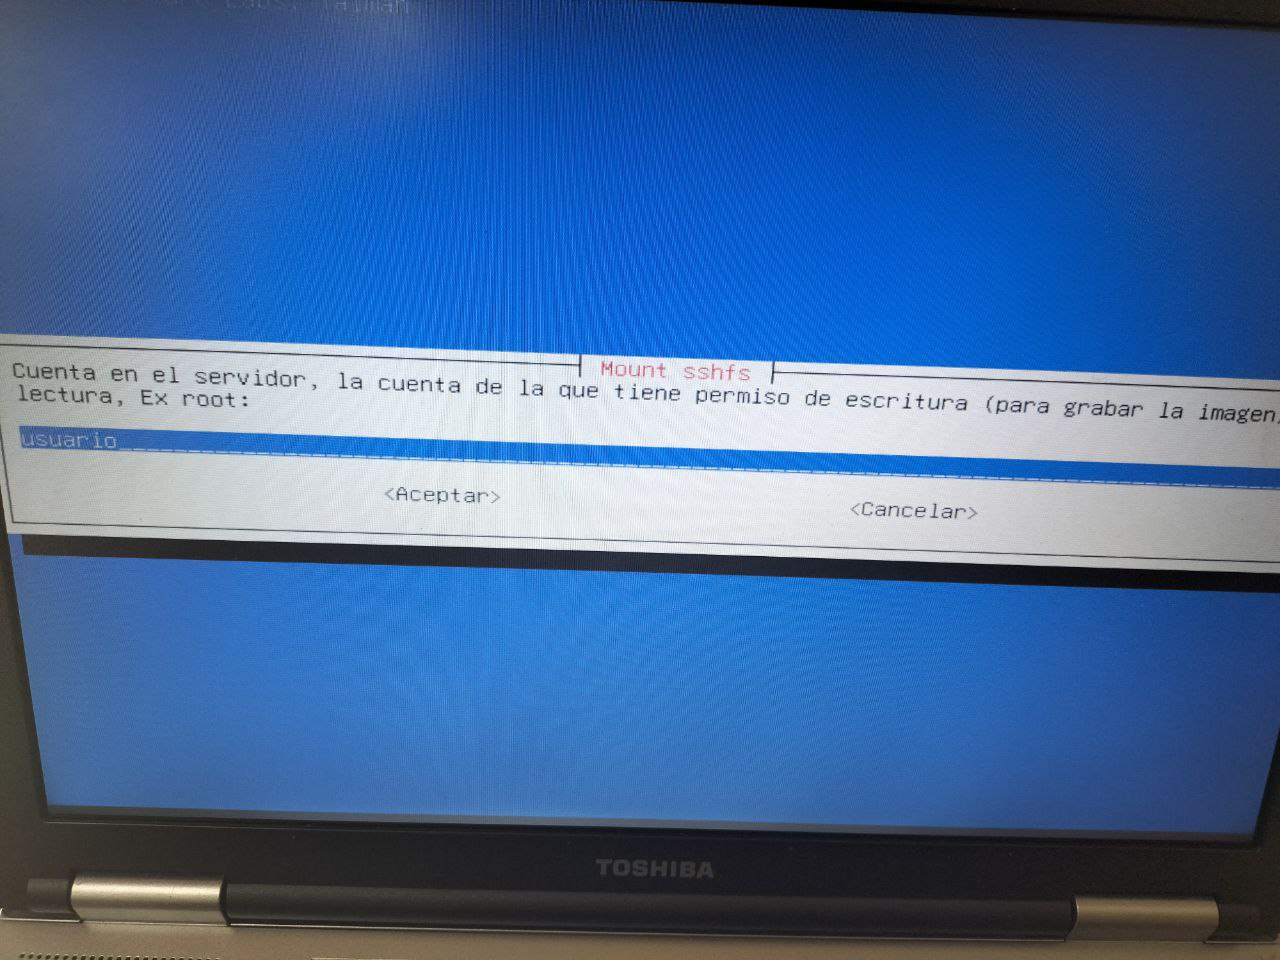 Mount sshfs
Cuenta en el servidor, la cuenta de la que tiene permiso de escritura (para grabar la imagen,
lectura, Ex root:
usuario
<Aceptar> <Cancelar>
TOSHIBA